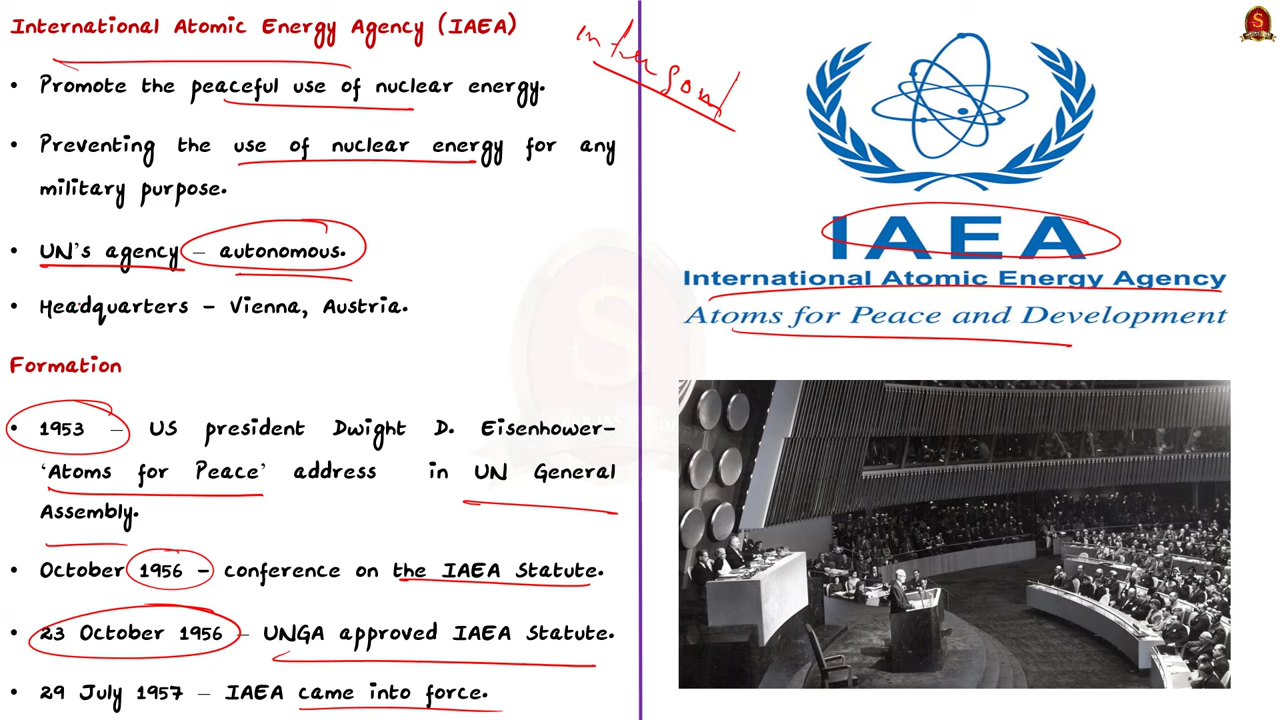 International Atomic Energy Agency (IAEA)
• Promote the peaceful use of nuclear energy.
• Preventing the use of nuclear energy for any
military purpose.
• UN's agency – autonomous.
• Headquarters – Vienna, Austria.
Formation
• 1953 – US president Dwight D. Eisenhower–
'Atoms for Peace' address in UN General
Assembly.
• October 1956 – conference on the IAEA Statute.
• 23 October 1956 – UNGA approved IAEA Statute.
• 29 July 1957 – IAEA came into force.
IAEA
International Atomic Energy Agency
Atoms for Peace and Development